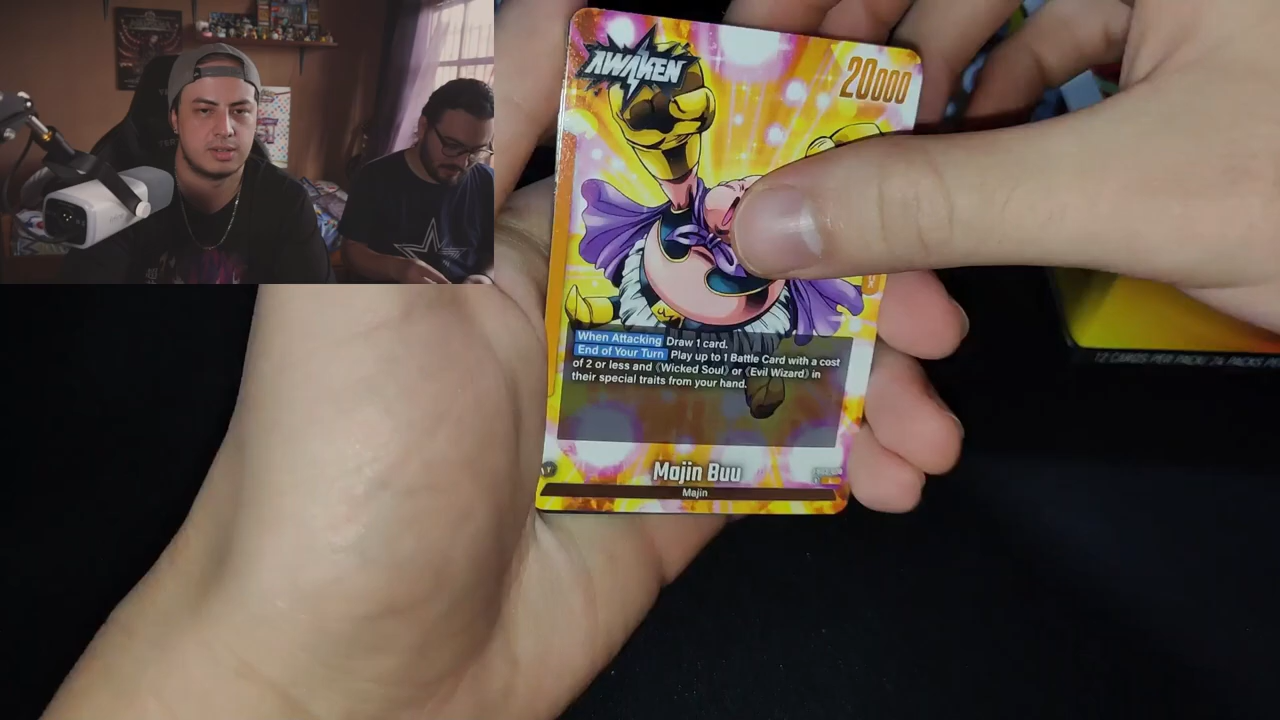 AWAKEN
20000
When Attacking Draw 1 card.
End of Your Turn Play up to 1 Battle Card with a cost
of 2 or less and 《Wicked Soul》 or 《Evil Wizard》 in
their special traits from your hand.
Majin Buu
Majin
12 CARDS PER PACK/24 PACKS